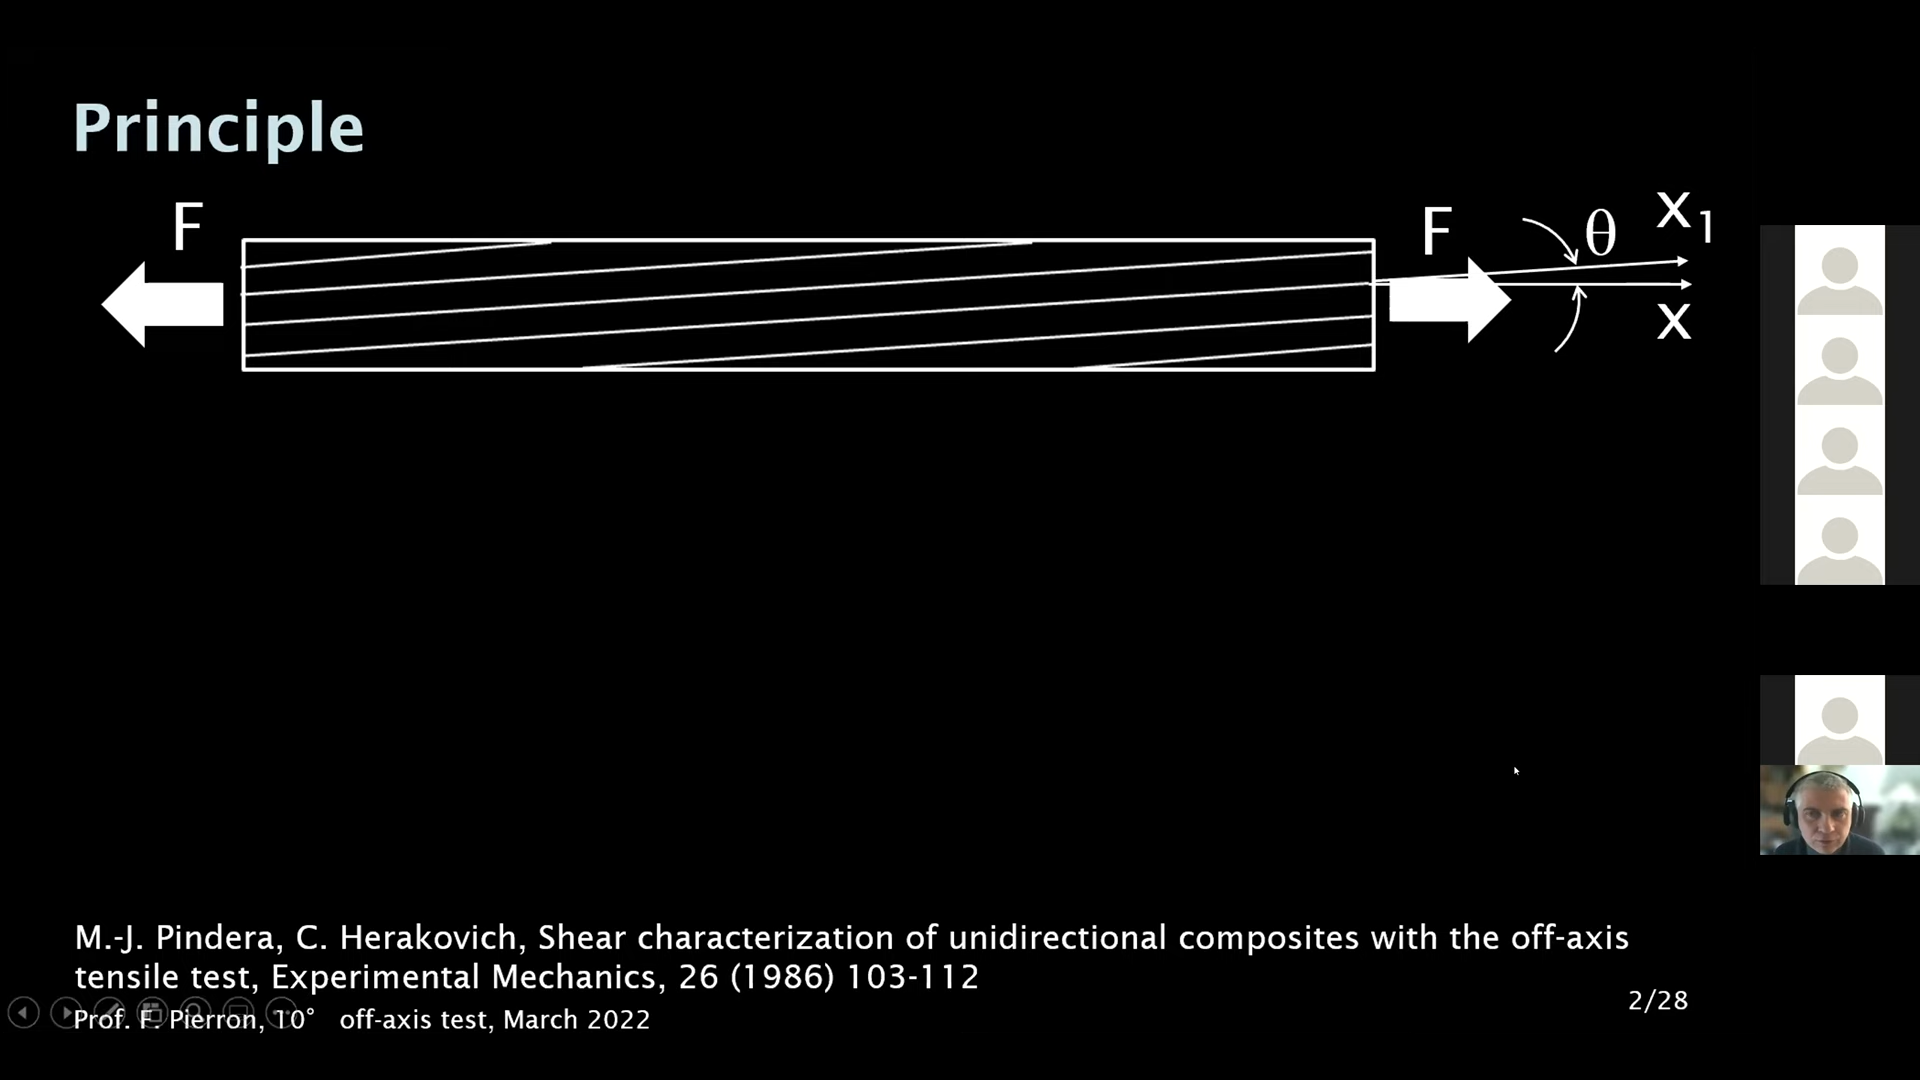 Principle
F
F
θ
x1
x
M.-J. Pindera, C. Herakovich, Shear characterization of unidirectional composites with the off-axis
tensile test, Experimental Mechanics, 26 (1986) 103-112
2/28
Prof. F. Pierron, 10° off-axis test, March 2022